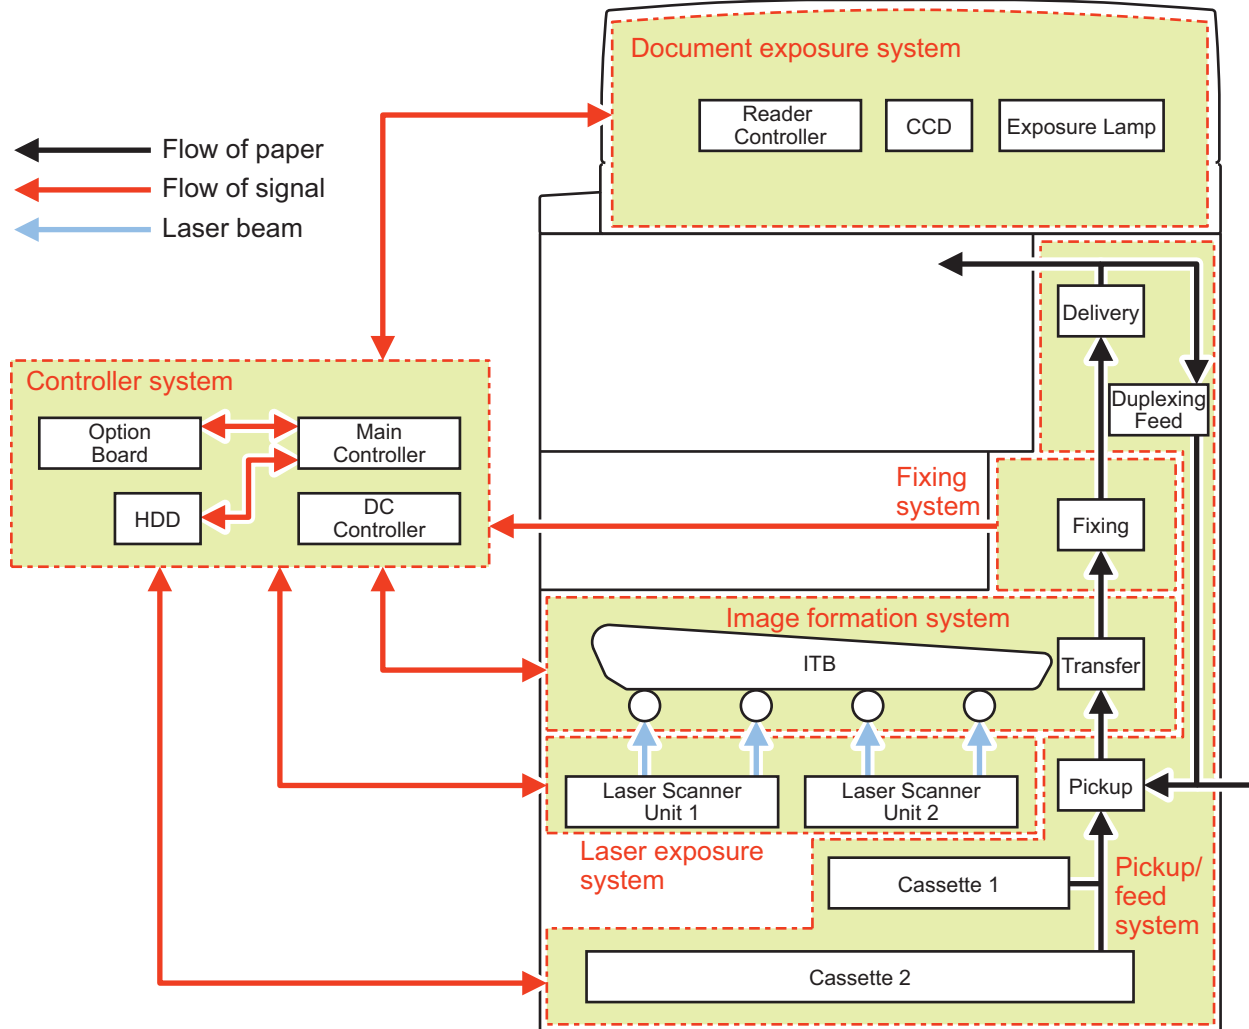 Document exposure system
Reader
Controller
CCD
Exposure Lamp
Flow of paper
Flow of signal
Laser beam
Delivery
Controller system
Duplexing
Feed
Option
Board
Main
Controller
HDD
DC
Controller
Fixing
system
Fixing
Image formation system
ITB
Transfer
Laser Scanner
Unit 1
Laser Scanner
Unit 2
Pickup
Laser exposure
system
Cassette 1
Pickup/
feed
system
Cassette 2